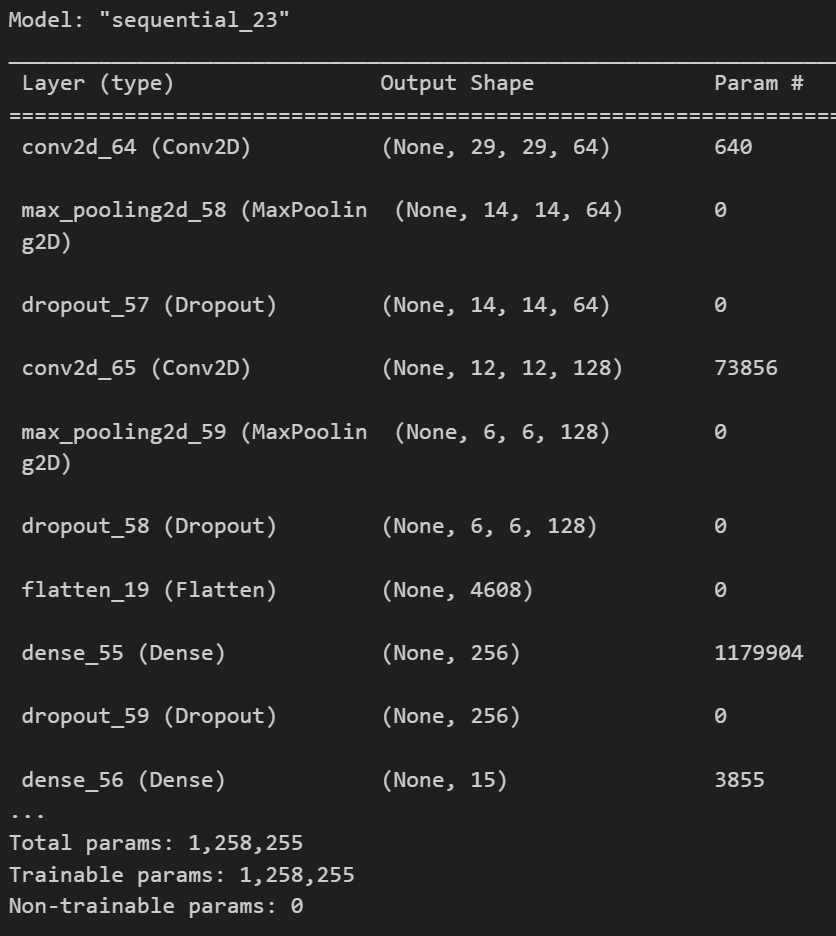 Model: "sequential_23"
_________________________________________________________________
Layer (type) Output Shape Param #
=================================================================
conv2d_64 (Conv2D) (None, 29, 29, 64) 640
max_pooling2d_58 (MaxPoolin (None, 14, 14, 64) 0
g2D)
dropout_57 (Dropout) (None, 14, 14, 64) 0
conv2d_65 (Conv2D) (None, 12, 12, 128) 73856
max_pooling2d_59 (MaxPoolin (None, 6, 6, 128) 0
g2D)
dropout_58 (Dropout) (None, 6, 6, 128) 0
flatten_19 (Flatten) (None, 4608) 0
dense_55 (Dense) (None, 256) 1179904
dropout_59 (Dropout) (None, 256) 0
dense_56 (Dense) (None, 15) 3855
...
Total params: 1,258,255
Trainable params: 1,258,255
Non-trainable params: 0